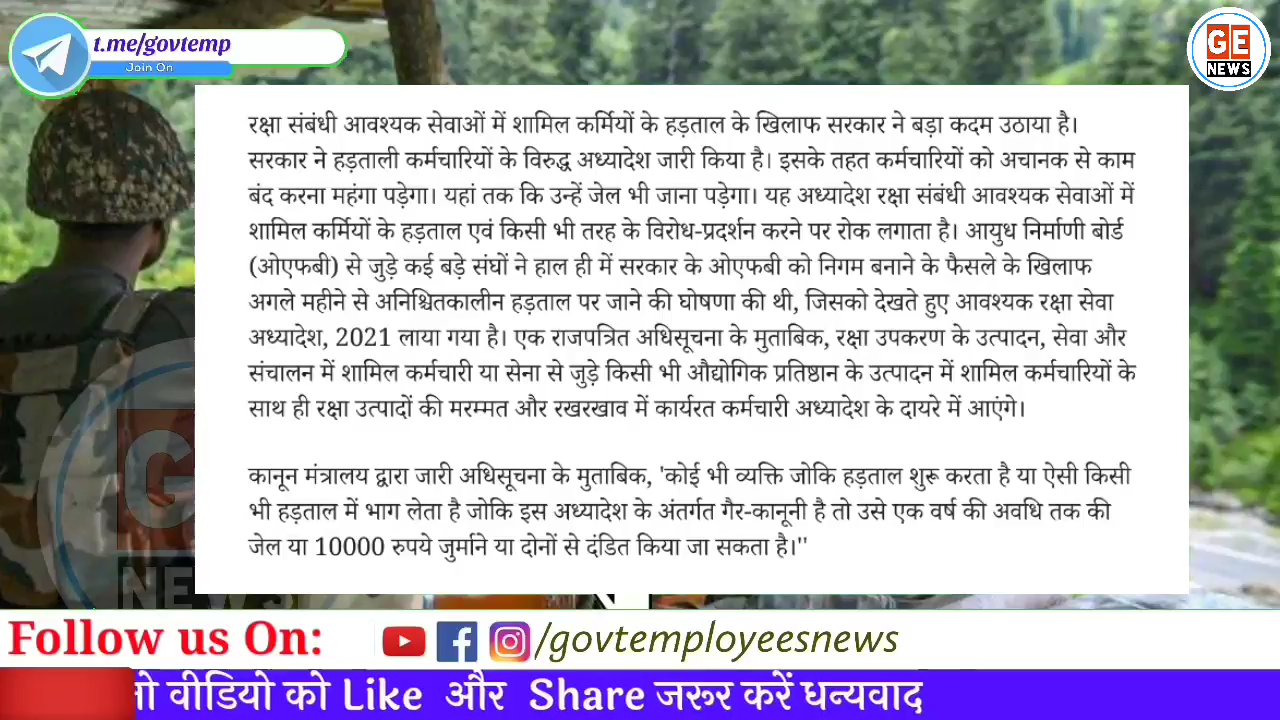 t.me/govtemp
Join On
GE
NEWS
रक्षा संबंधी आवश्यक सेवाओं में शामिल कर्मियों के हड़ताल के खिलाफ सरकार ने बड़ा कदम उठाया है।
सरकार ने हड़ताली कर्मचारियों के विरुद्ध अध्यादेश जारी किया है। इसके तहत कर्मचारियों को अचानक से काम
बंद करना महंगा पड़ेगा। यहां तक कि उन्हें जेल भी जाना पड़ेगा। यह अध्यादेश रक्षा संबंधी आवश्यक सेवाओं में
शामिल कर्मियों के हड़ताल एवं किसी भी तरह के विरोध-प्रदर्शन करने पर रोक लगाता है। आयुध निर्माणी बोर्ड
(ओएफबी) से जुड़े कई बड़े संघों ने हाल ही में सरकार के ओएफबी को निगम बनाने के फैसले के खिलाफ
अगले महीने से अनिश्चितकालीन हड़ताल पर जाने की घोषणा की थी, जिसको देखते हुए आवश्यक रक्षा सेवा
अध्यादेश, 2021 लाया गया है। एक राजपत्रित अधिसूचना के मुताबिक, रक्षा उपकरण के उत्पादन, सेवा और
संचालन में शामिल कर्मचारी या सेना से जुड़े किसी भी औद्योगिक प्रतिष्ठान के उत्पादन में शामिल कर्मचारियों के
साथ ही रक्षा उत्पादों की मरम्मत और रखरखाव में कार्यरत कर्मचारी अध्यादेश के दायरे में आएंगे।
कानून मंत्रालय द्वारा जारी अधिसूचना के मुताबिक, 'कोई भी व्यक्ति जोकि हड़ताल शुरू करता है या ऐसी किसी
भी हड़ताल में भाग लेता है जोकि इस अध्यादेश के अंतर्गत गैर-कानूनी है तो उसे एक वर्ष की अवधि तक की
जेल या 10000 रुपये जुर्माने या दोनों से दंडित किया जा सकता है।''
G
NEWS
Follow us On: /govtemployeesnews
वीडियो को Like और Share जरूर करें धन्यवाद